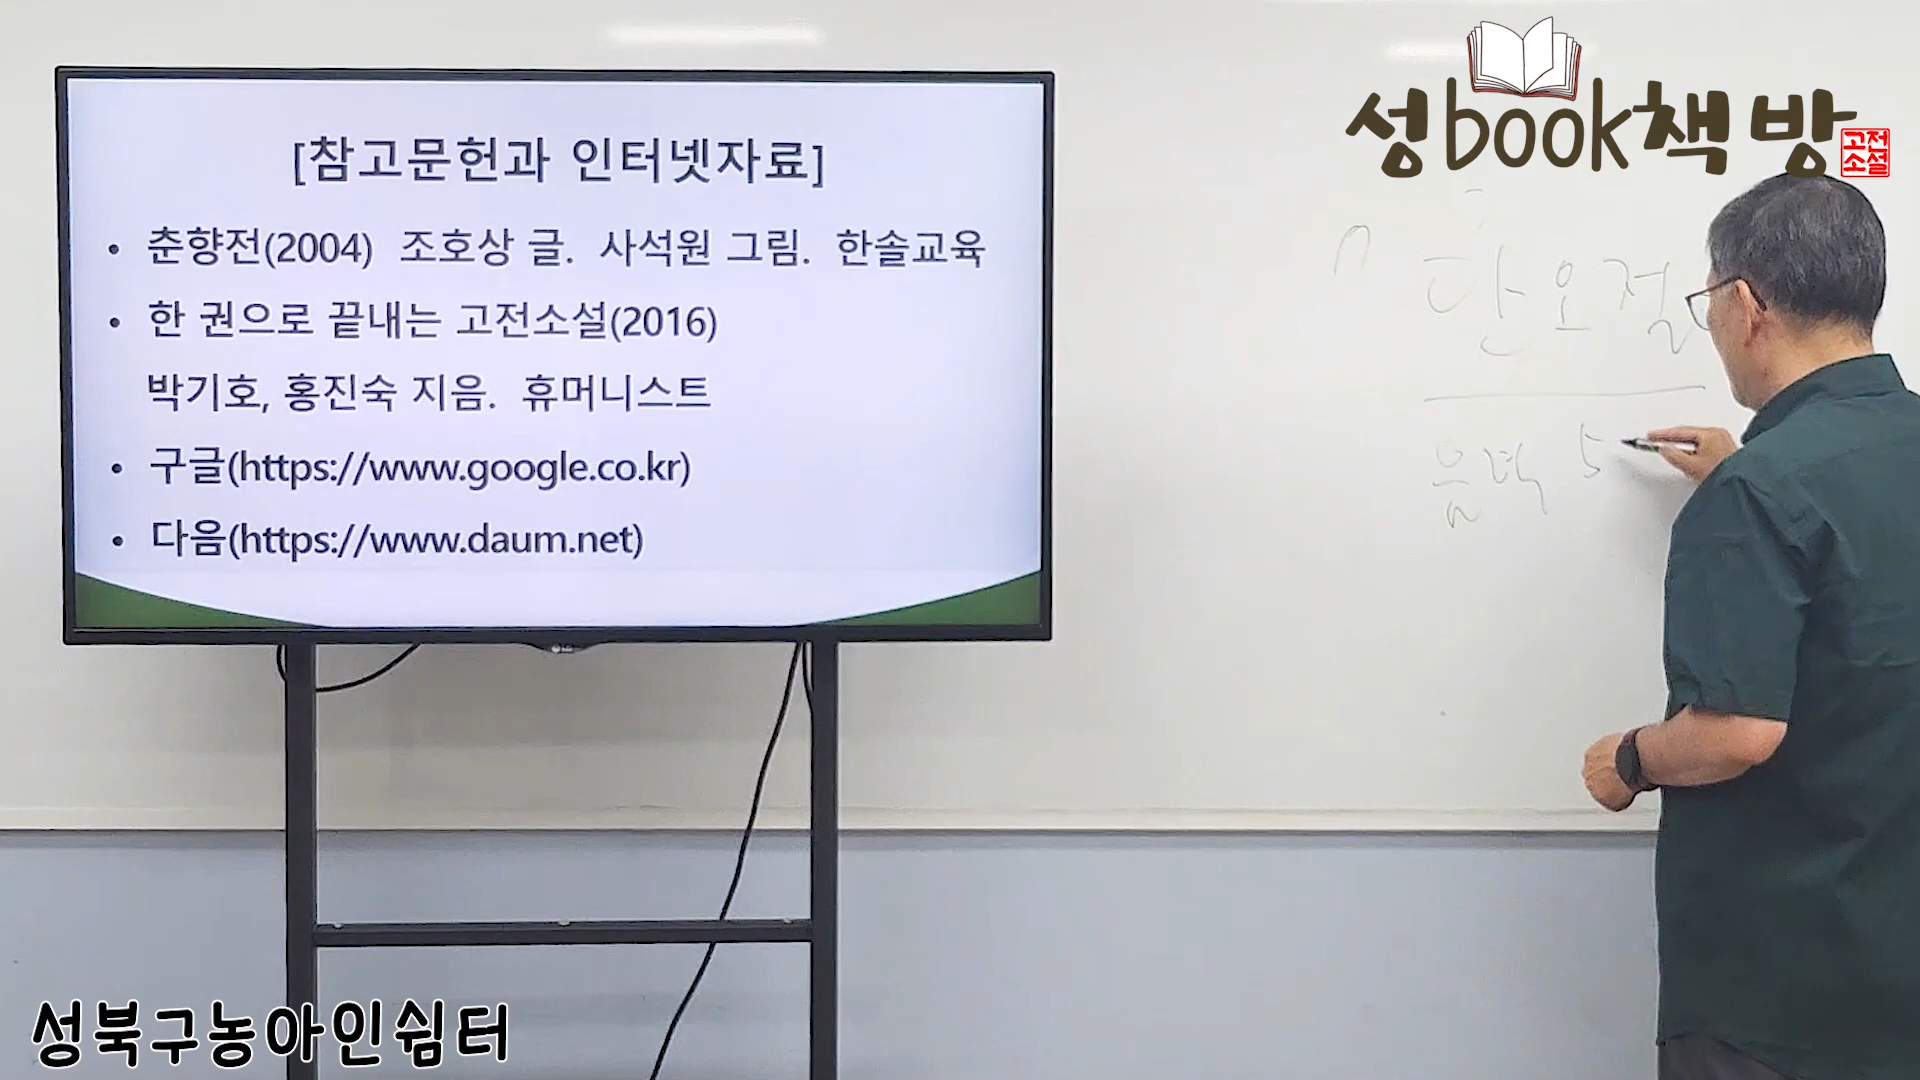 [참고문헌과 인터넷자료]
• 춘향전(2004) 조호상 글. 사석원 그림. 한솔교육
• 한 권으로 끝내는 고전소설(2016)
박기호, 홍진숙 지음. 휴머니스트
• 구글(https://www.google.co.kr)
• 다음(https://www.daum.net)
성book책방
고전
소설
단오절
음력 5
성북구농아인쉼터